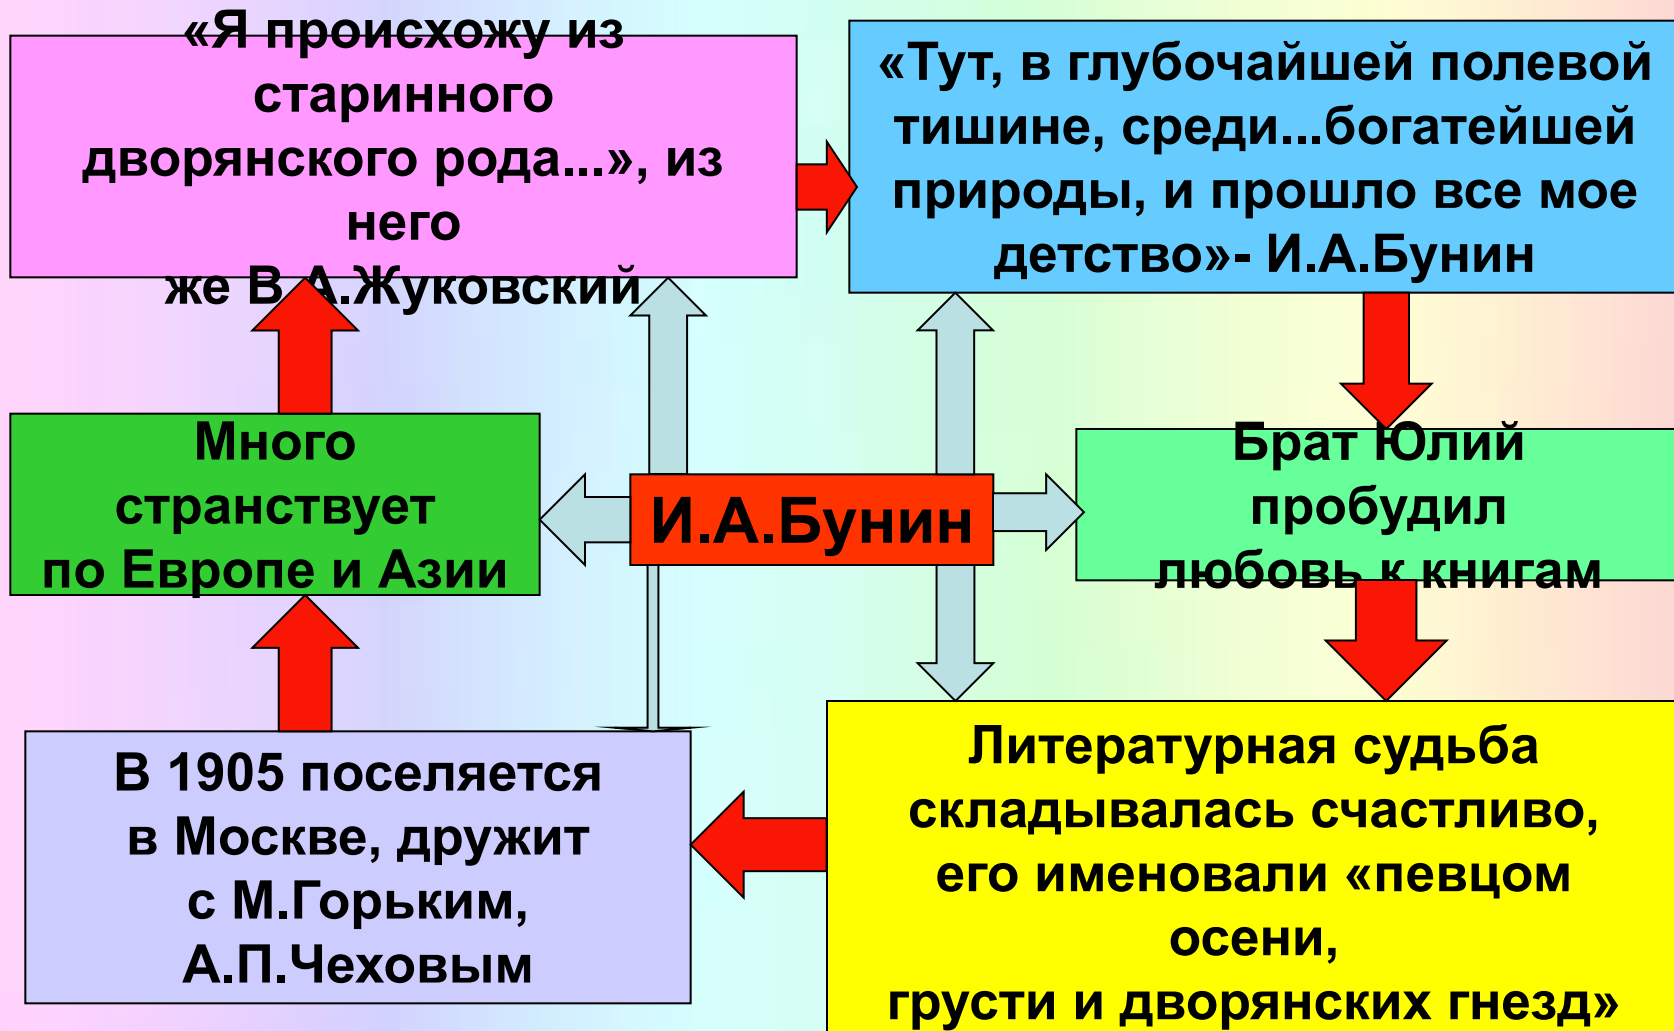 «Я происхожу из
старинного
дворянского рода...», из
него
же В.А.Жуковский
«Тут, в глубочайшей полевой
тишине, среди...богатейшей
природы, и прошло все мое
детство»- И.А.Бунин
Много
странствует
по Европе и Азии
И.А.Бунин
Брат Юлий
пробудил
любовь к книгам
В 1905 поселяется
в Москве, дружит
с М.Горьким,
А.П.Чеховым
Литературная судьба
складывалась счастливо,
его именовали «певцом
осени,
грусти и дворянских гнезд»